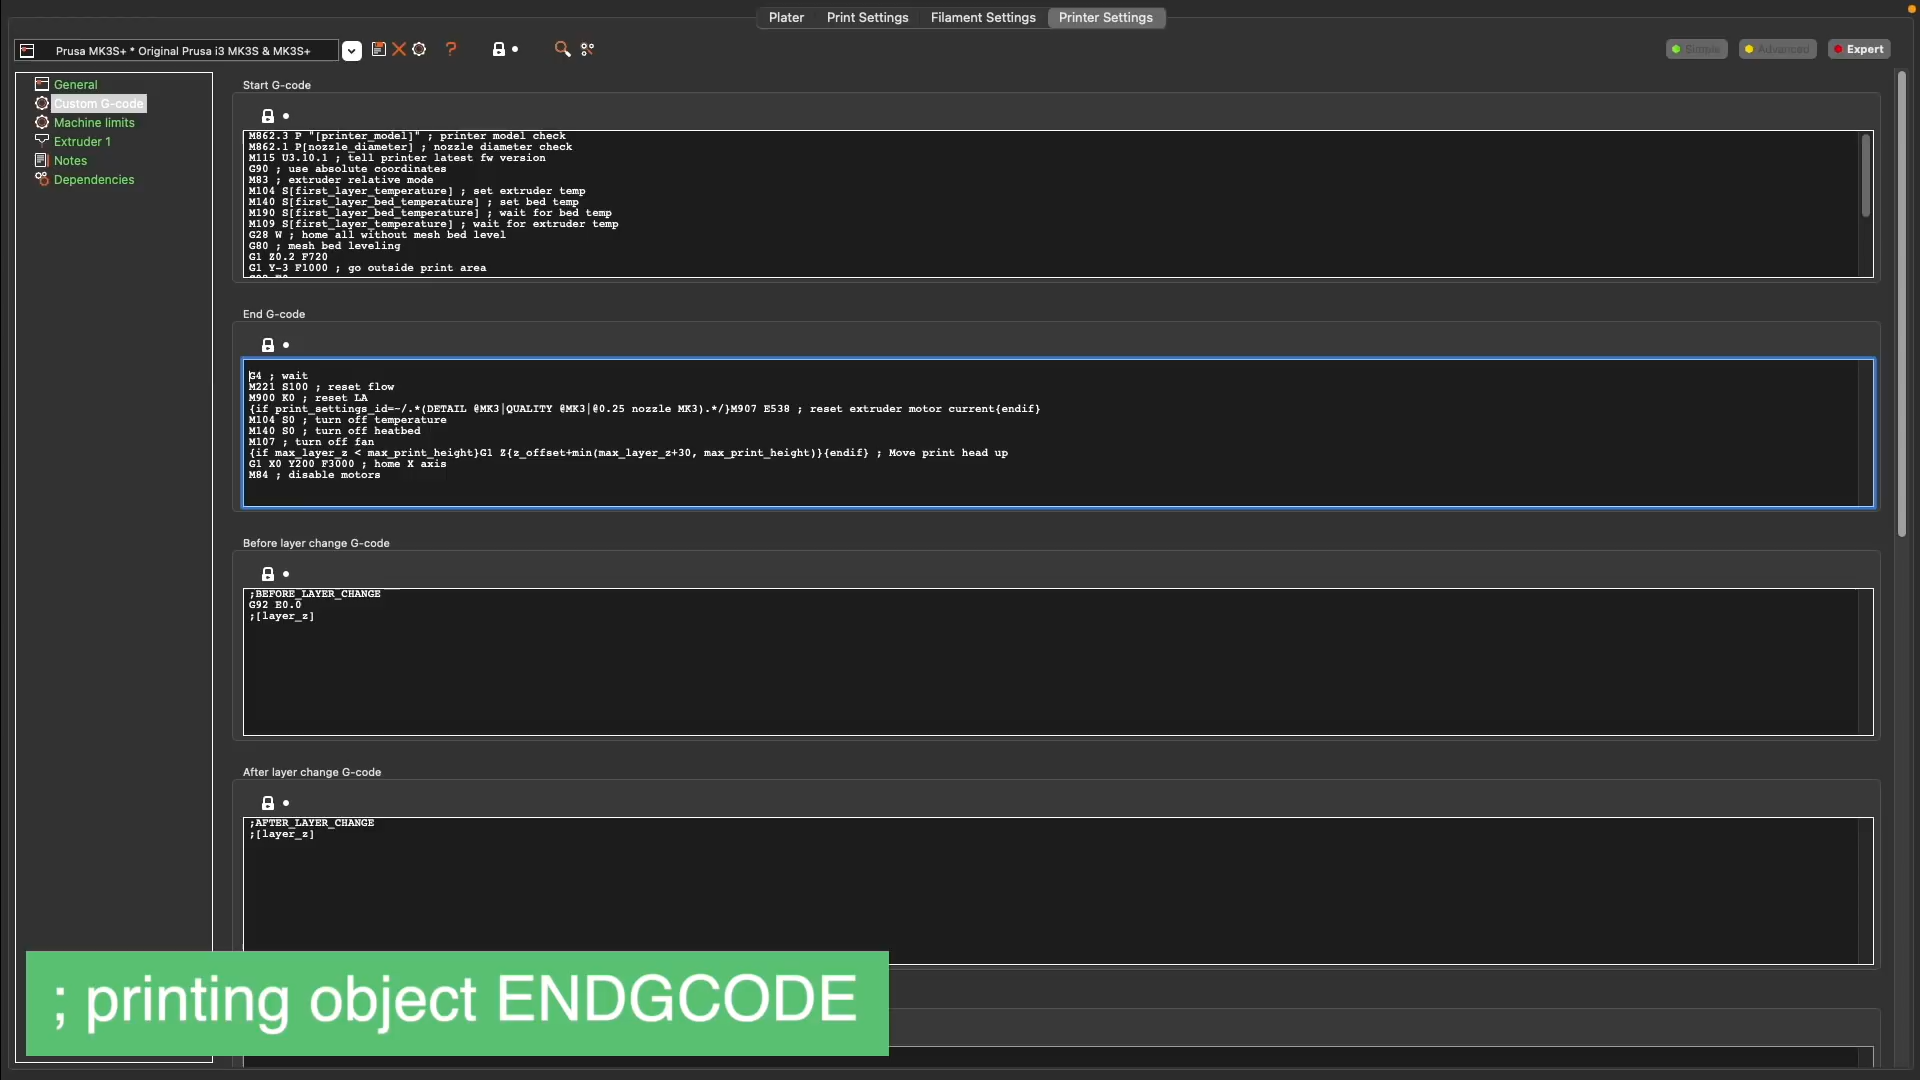 Plater
Print Settings
Filament Settings
Printer Settings
Prusa MK3S+ * Original Prusa i3 MK3S & MK3S+
?
Simple
Advanced
Expert
General
Custom G-code
Machine limits
Extruder 1
Notes
Dependencies
Start G-code
M862.3 P "[printer_model]" ; printer model check
M862.1 P[nozzle_diameter] ; nozzle diameter check
M115 U3.10.1 ; tell printer latest fw version
G90 ; use absolute coordinates
M83 ; extruder relative mode
M104 S[first_layer_temperature] ; set extruder temp
M140 S[first_layer_bed_temperature] ; set bed temp
M190 S[first_layer_bed_temperature] ; wait for bed temp
M109 S[first_layer_temperature] ; wait for extruder temp
G28 W ; home all without mesh bed level
G80 ; mesh bed leveling
G1 Z0.2 F720
G1 Y-3 F1000 ; go outside print area
End G-code
G4 ; wait
M221 S100 ; reset flow
M900 K0 ; reset LA
{if print_settings_id=~/.*(DETAIL @MK3|QUALITY @MK3|@0.25 nozzle MK3).*/}M907 E538 ; reset extruder motor current{endif}
M104 S0 ; turn off temperature
M140 S0 ; turn off heatbed
M107 ; turn off fan
{if max_layer_z < max_print_height}G1 Z{z_offset+min(max_layer_z+30, max_print_height)}{endif} ; Move print head up
G1 X0 Y200 F3000 ; home X axis
M84 ; disable motors
Before layer change G-code
;BEFORE_LAYER_CHANGE
G92 E0.0
;[layer_z]
After layer change G-code
;AFTER_LAYER_CHANGE
;[layer_z]
; printing object ENDGCODE